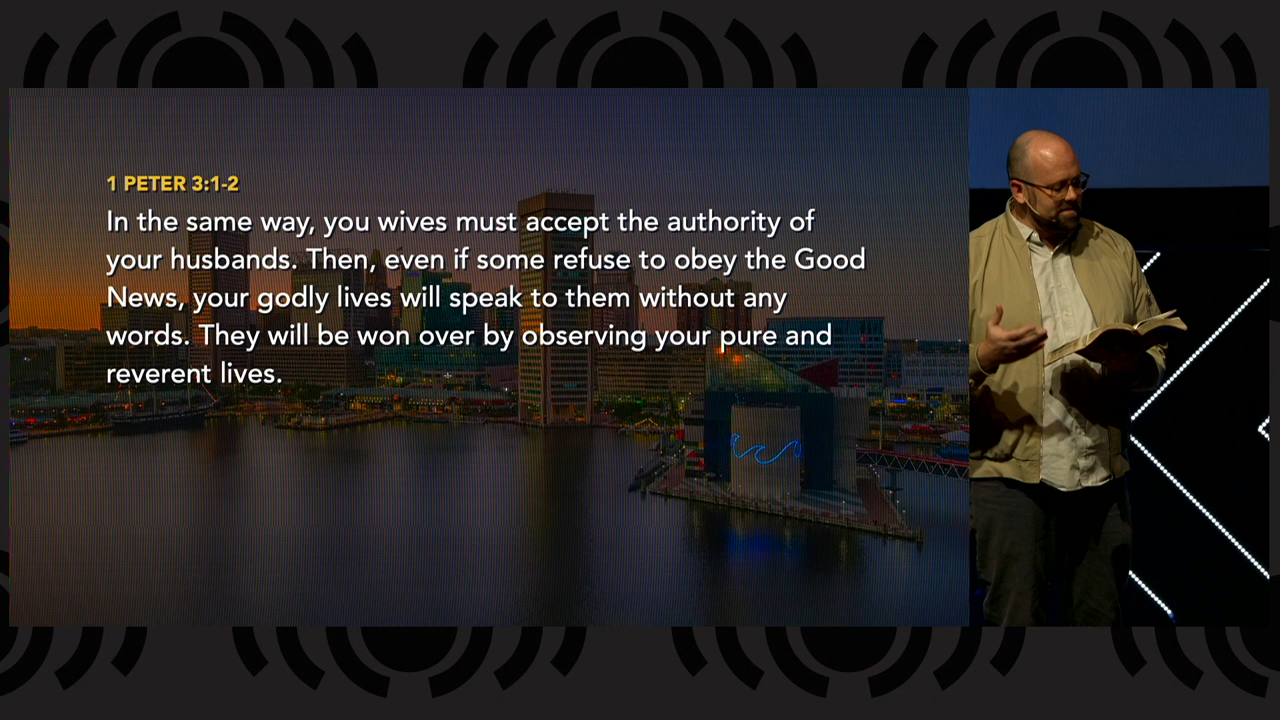 1 PETER 3:1-2
In the same way, you wives must accept the authority of
your husbands. Then, even if some refuse to obey the Good
News, your godly lives will speak to them without any
words. They will be won over by observing your pure and
reverent lives.